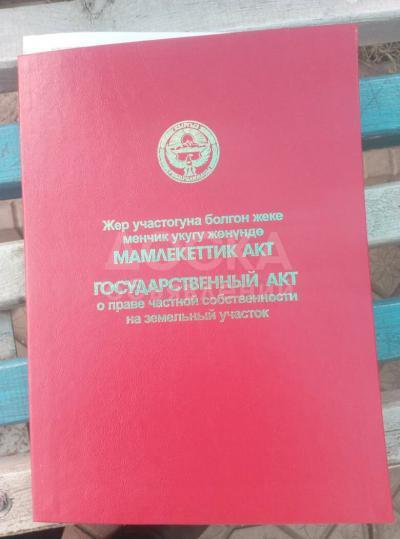 Жер участогуна болгон жеке
менчик укугу жөнүндө
МАМЛЕКЕТТИК АКТ
ГОСУДАРСТВЕННЫЙ АКТ
о праве частной собственности
на земельный участок